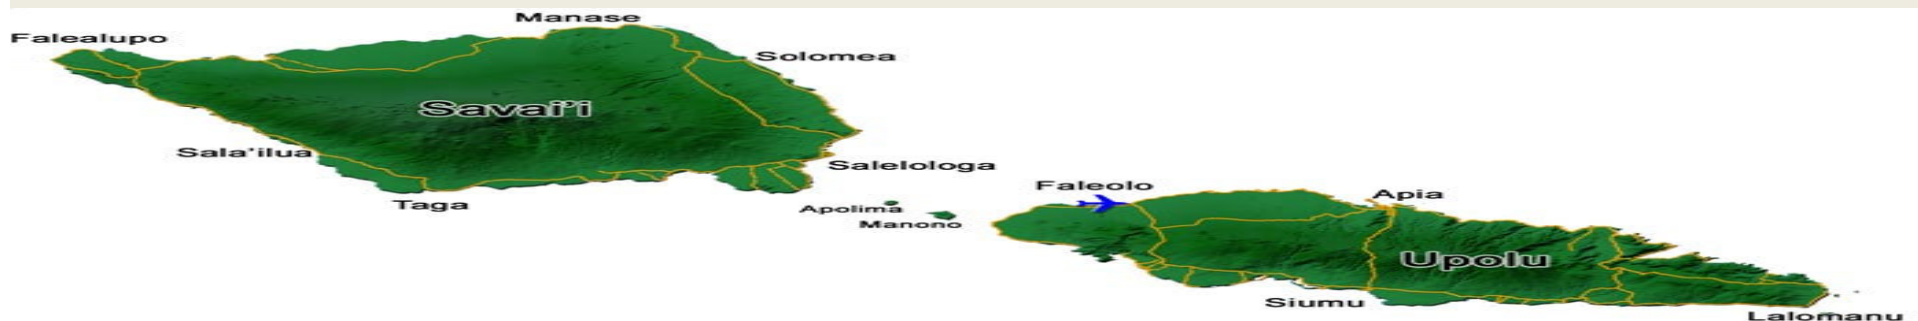 Manase
Falealupo
Solomea
Savai'i
Sala'ilua
Salelologa
Taga
Apolima
Manono
Faleolo
Apia
Upolu
Siumu
Lalomanu